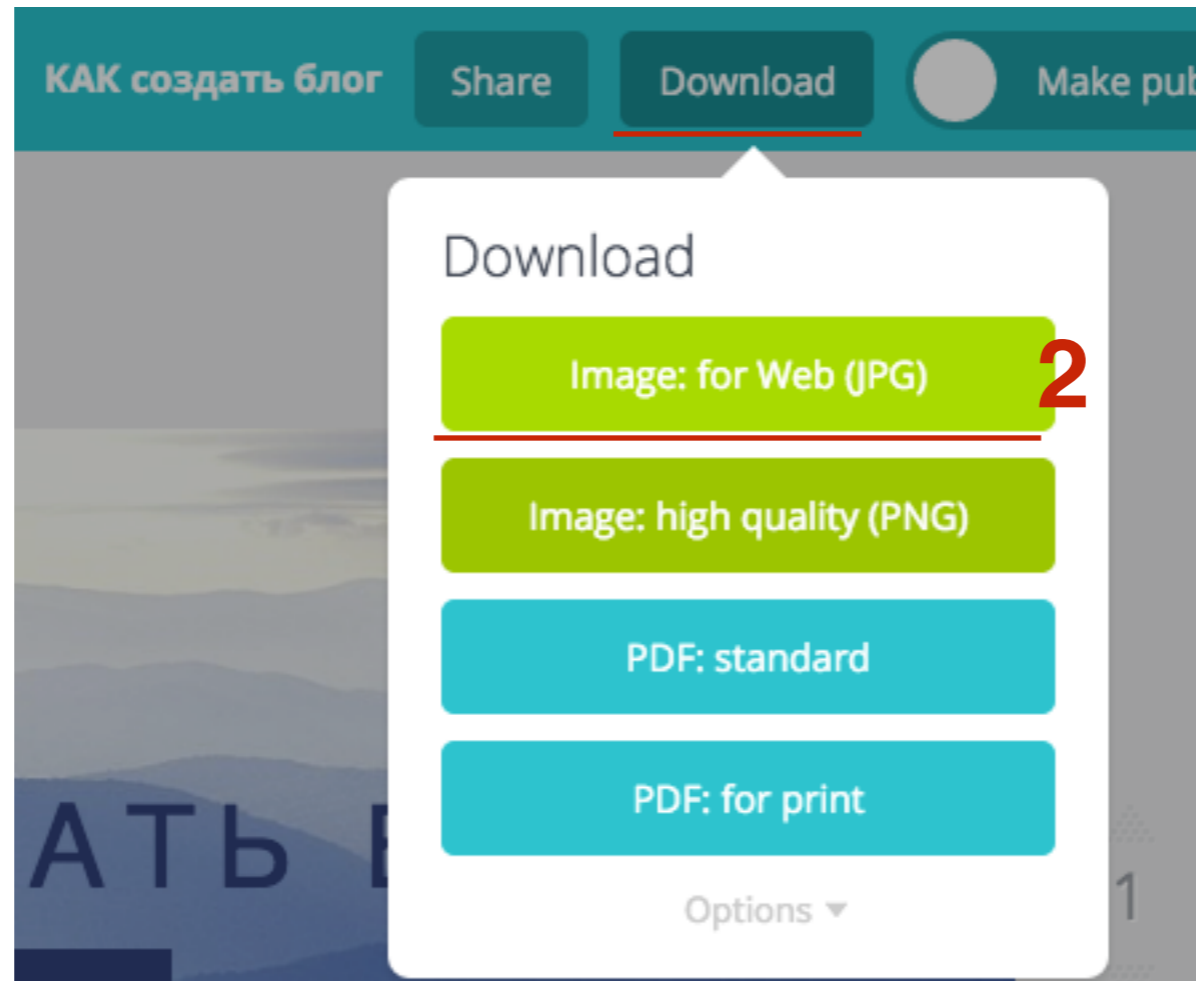 КАК создать блог Share Download Make pub
Download
Image: for Web (JPG) 2
Image: high quality (PNG)
PDF: standard
PDF: for print
АТЬ
Options
1